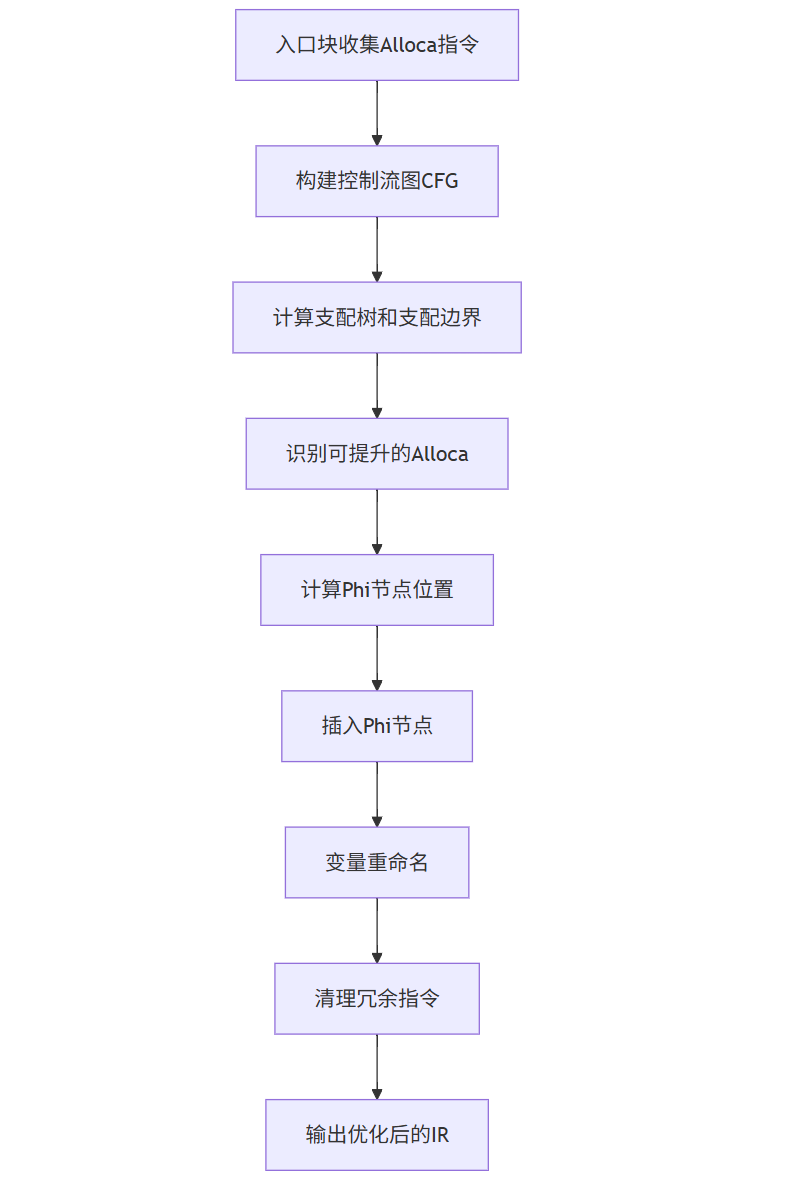 入口块收集Alloca指令
构建控制流图CFG
计算支配树和支配边界
识别可提升的Alloca
计算Phi节点位置
插入Phi节点
变量重命名
清理冗余指令
输出优化后的IR